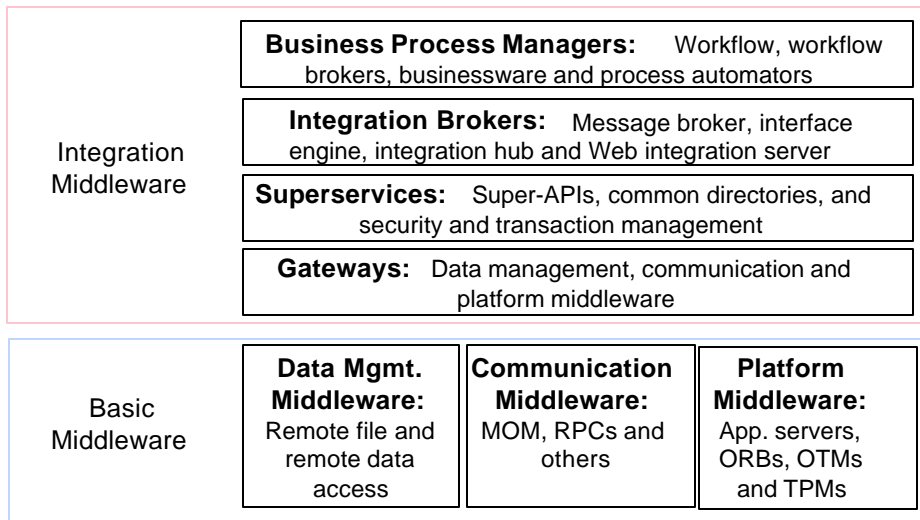 Integration
Middleware
Business Process Managers: Workflow, workflow
brokers, businessware and process automators
Integration Brokers: Message broker, interface
engine, integration hub and Web integration server
Superservices: Super-APIs, common directories, and
security and transaction management
Gateways: Data management, communication and
platform middleware
Basic
Middleware
Data Mgmt.
Middleware:
Remote file and
remote data
access
Communication
Middleware:
MOM, RPCs and
others
Platform
Middleware:
App. servers,
ORBs, OTMs
and TPMs